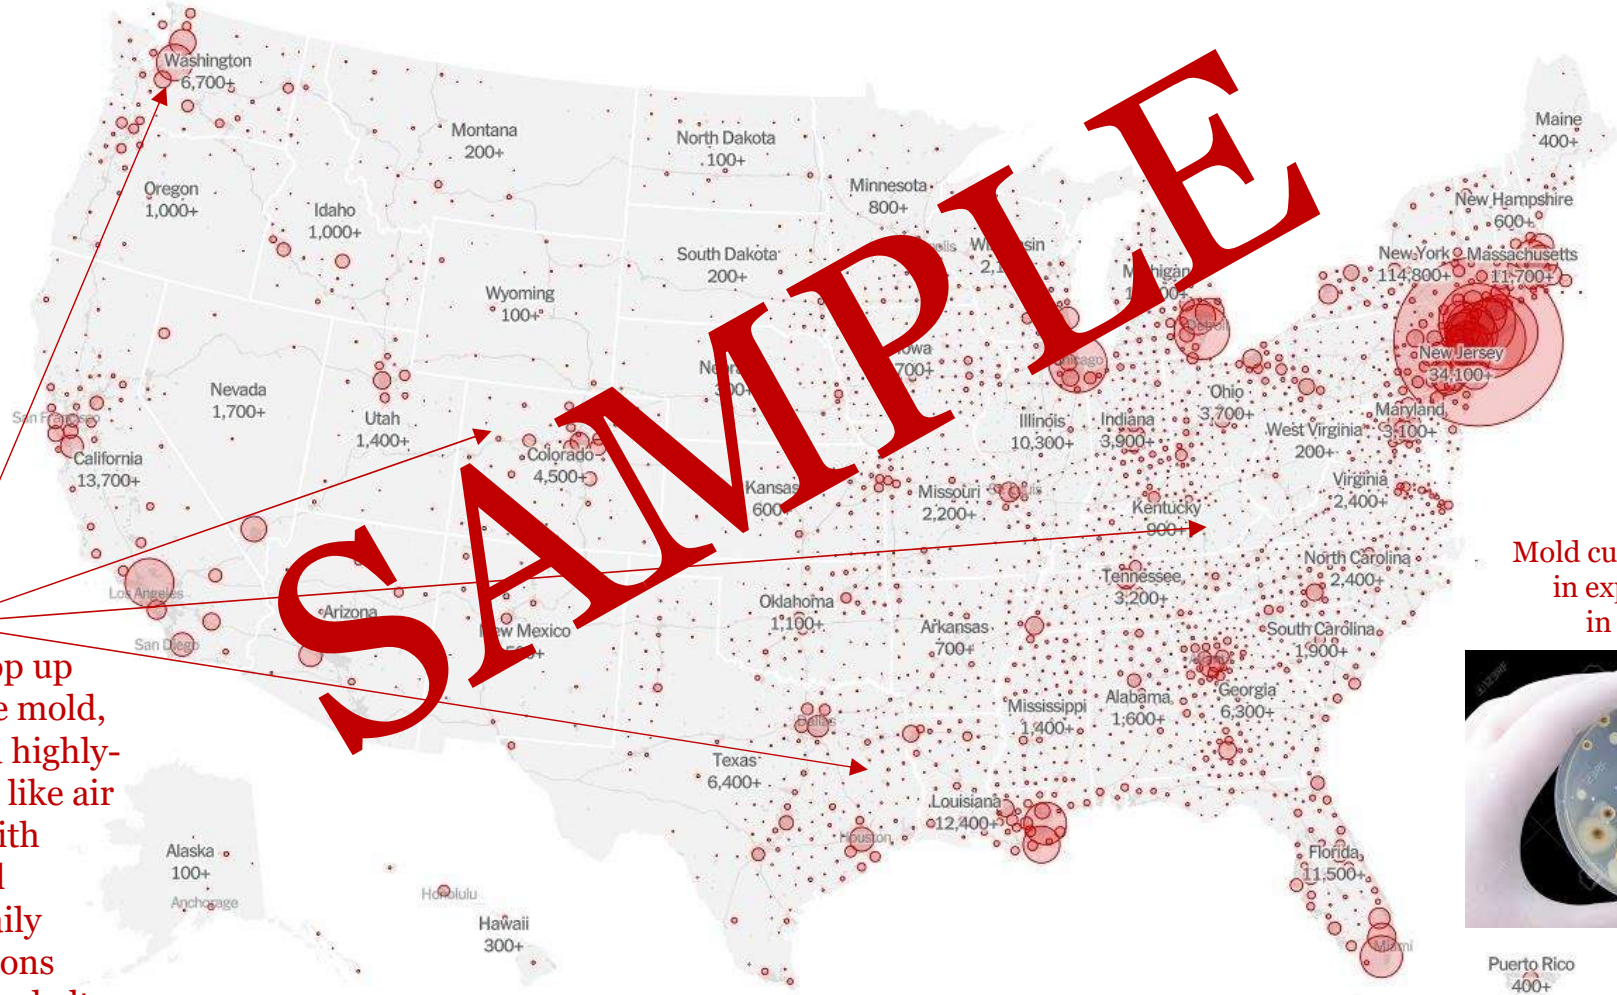 Washington
6,700+
Montana
200+
North Dakota
100+
Minnesota
800+
Maine
400+
Oregon
1,000+
Idaho
1,000+
New Hampshire
600+
South Dakota
200+
New York
114,800+
Massachusetts
11,700+
Wyoming
100+
Detroit
New Jersey
34,100+
Nevada
1,700+
Utah
1,400+
Ohio
3,700+
Maryland
3,100+
Illinois
10,300+
Indiana
3,900+
West Virginia
200+
California
13,700+
Colorado
4,500+
Kansas
600+
Missouri
2,200+
Kentucky
900+
Virginia
2,400+
North Carolina
2,400+
Tennessee
3,200+
Los Angeles
Arizona
Oklahoma
1,100+
Arkansas
700+
South Carolina
1,900+
San Diego
New Mexico
Mississippi
1,400+
Alabama
1,600+
Georgia
6,300+
Dallas
Texas
6,400+
Louisiana
12,400+
Houston
Florida
11,500+
Miami
Alaska
100+
Anchorage
Honolulu
Hawaii
300+
Puerto Rico
400+
SAMPLE
op up
e mold,
highly-
like air
ith
ily
ons
Mold cu
in exp
in
123RF